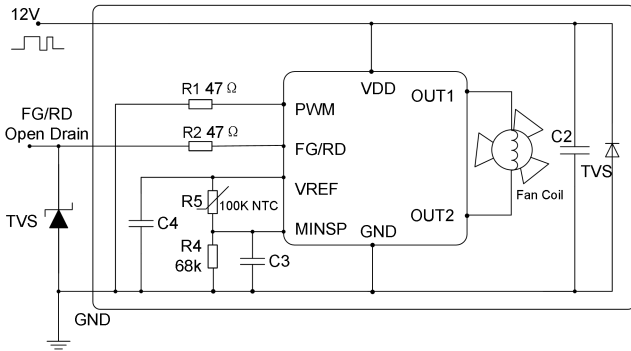 12V
R1 47 Ω
VDD
OUT1
PWM
FG/RD
Open Drain
R2 47 Ω
FG/RD
C2
TVS
VREF
R5
100K NTC
Fan Coil
TVS
C4
MINSP
GND
OUT2
R4
68k
C3
GND